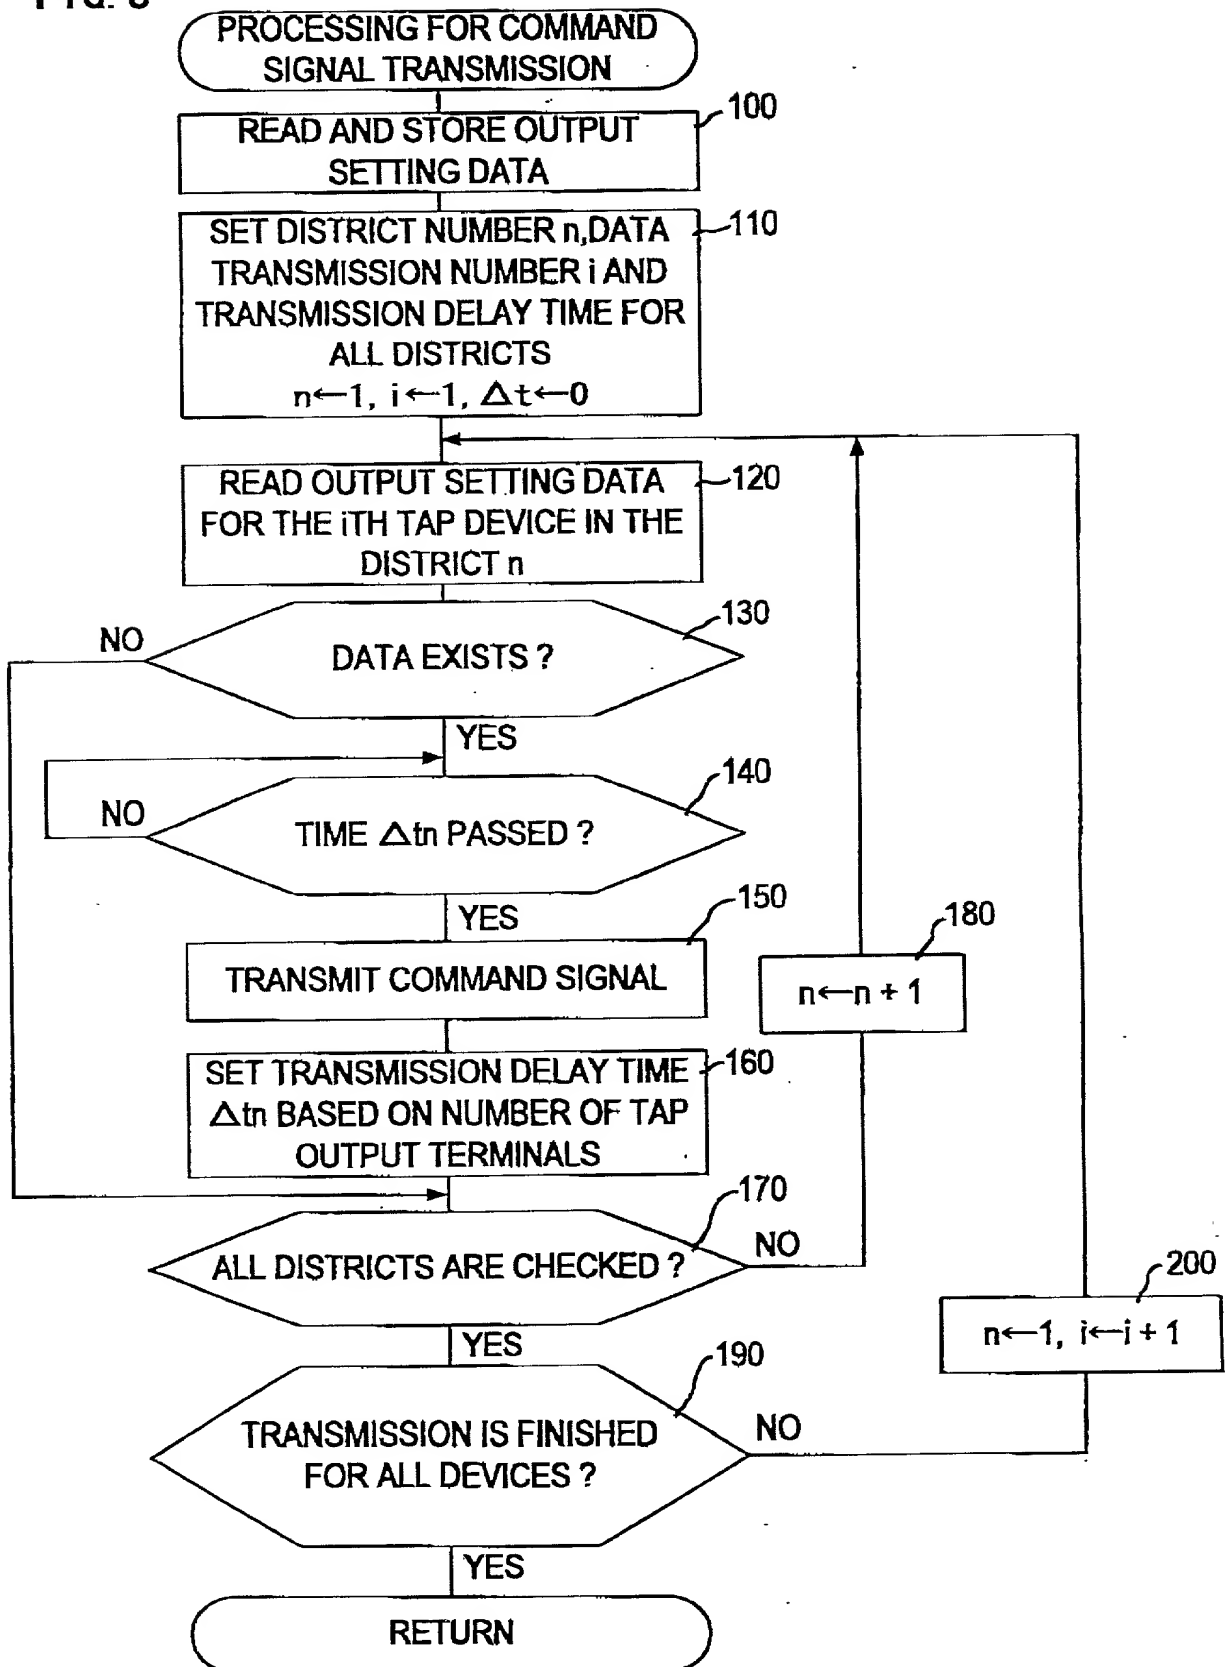 PROCESSING FOR COMMAND
SIGNAL TRANSMISSION
100
READ AND STORE OUTPUT
SETTING DATA
110
SET DISTRICT NUMBER n,DATA
TRANSMISSION NUMBER i AND
TRANSMISSION DELAY TIME FOR
ALL DISTRICTS
n←1, i←1, △t←0
120
READ OUTPUT SETTING DATA
FOR THE iTH TAP DEVICE IN THE
DISTRICT n
130
NO
DATA EXISTS ?
YES
140
NO
TIME △tn PASSED ?
YES
150
TRANSMIT COMMAND SIGNAL
180
n←n + 1
160
SET TRANSMISSION DELAY TIME
△tn BASED ON NUMBER OF TAP
OUTPUT TERMINALS
170
ALL DISTRICTS ARE CHECKED ?
NO
YES
200
n←1, i←i + 1
190
TRANSMISSION IS FINISHED
FOR ALL DEVICES ?
NO
YES
RETURN